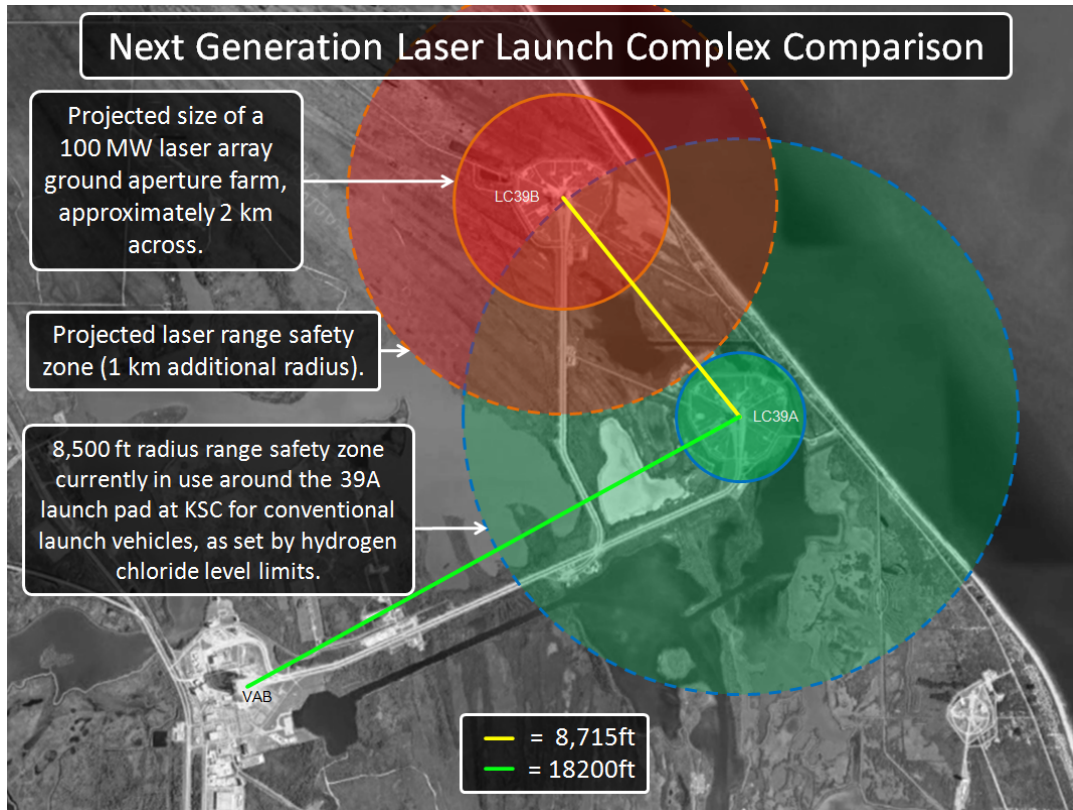 Next Generation Laser Launch Complex Comparison
Projected size of a
100 MW laser array
ground aperture farm,
approximately 2 km
across.
LC39B
Projected laser range safety
zone (1 km additional radius).
LC39A
8,500 ft radius range safety zone
currently in use around the 39A
launch pad at KSC for conventional
launch vehicles, as set by hydrogen
chloride level limits.
VAB
= 8,715ft
= 18200ft